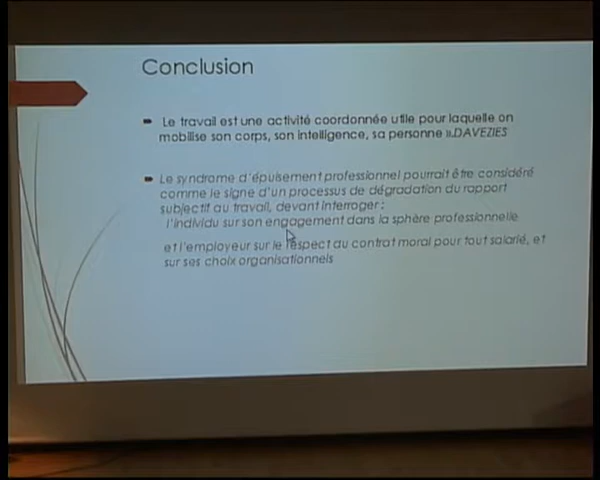 Conclusion
Le travail est une activité coordonnée utile pour laquelle on
mobilise son corps, son intelligence, sa personne ».DAVEZIES
Le syndrome d'épuisement professionnel pourrait être considéré
comme le signe d'un processus de dégradation du rapport
subjectif au travail, devant interroger :
l'individu sur son engagement dans la sphère professionnelle
et l'employeur sur le respect du contrat moral pour tout salarié, et
sur ses choix organisationnels